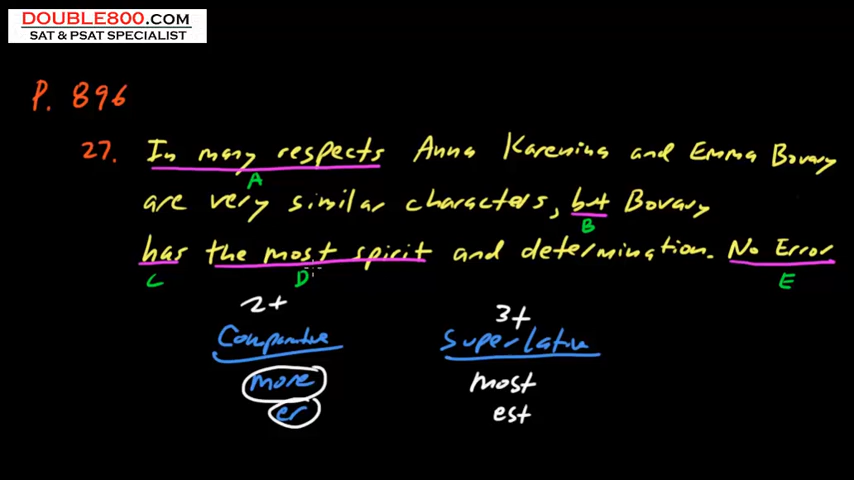 DOUBLE800.COM
SAT & PSAT SPECIALIST
P. 896
27. In many respects Anna Karenina and Emma Bovary
A
are very similar characters, but Bovary
B
has the most spirit and determination. No Error
C D E
2+ 3+
Comparative Superlative
more most
er est